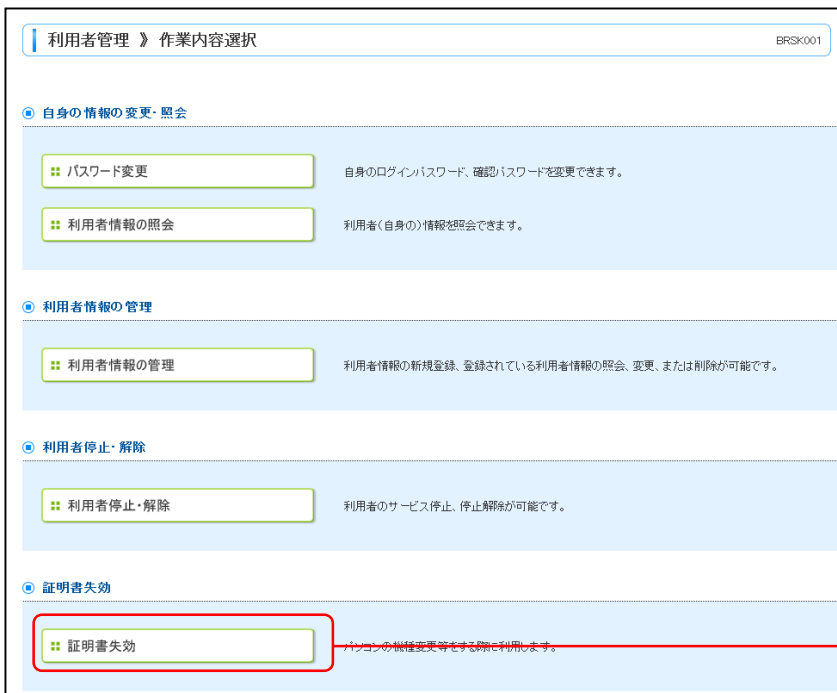 利用者管理 》 作業内容選択
BRSK001
自身の情報の変更・照会
パスワード変更
自身のログインパスワード、確認パスワードを変更できます。
利用者情報の照会
利用者(自身の)情報を照会できます。
利用者情報の管理
利用者情報の管理
利用者情報の新規登録、登録されている利用者情報の照会、変更、または削除が可能です。
利用者停止・解除
利用者停止・解除
利用者のサービス停止、停止解除が可能です。
証明書失効
証明書失効
パソコンの機種変更等をする際に利用します。